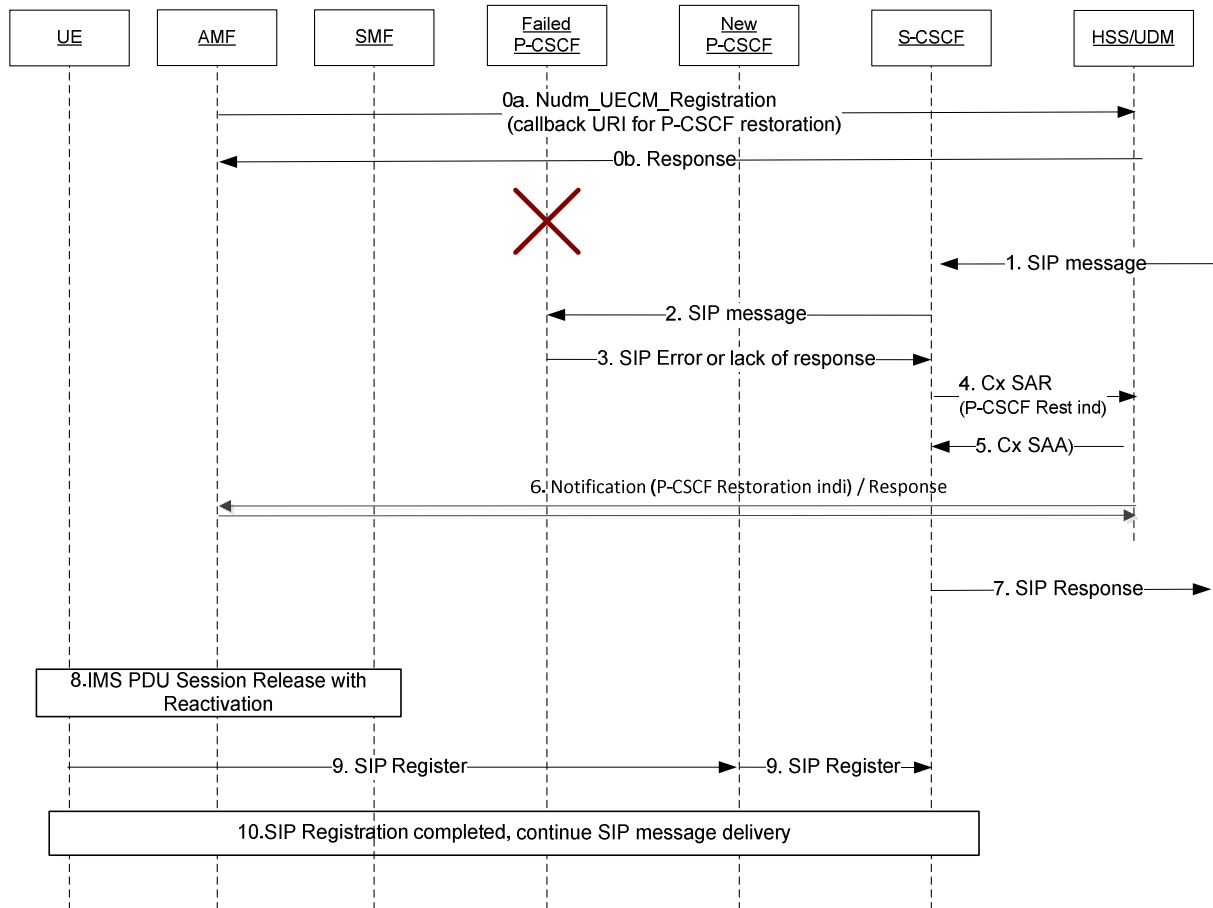 UE
AMF
SMF
Failed
P-CSCF
New
P-CSCF
S-CSCF
HSS/UDM
0a. Nudm_UECM_Registration
(callback URI for P-CSCF restoration)
0b. Response
1. SIP message
2. SIP message
3. SIP Error or lack of response
4. Cx SAR
(P-CSCF Rest ind)
5. Cx SAA)
6. Notification (P-CSCF Restoration indi) / Response
7. SIP Response
8.IMS PDU Session Release with
Reactivation
9. SIP Register
9. SIP Register
10.SIP Registration completed, continue SIP message delivery